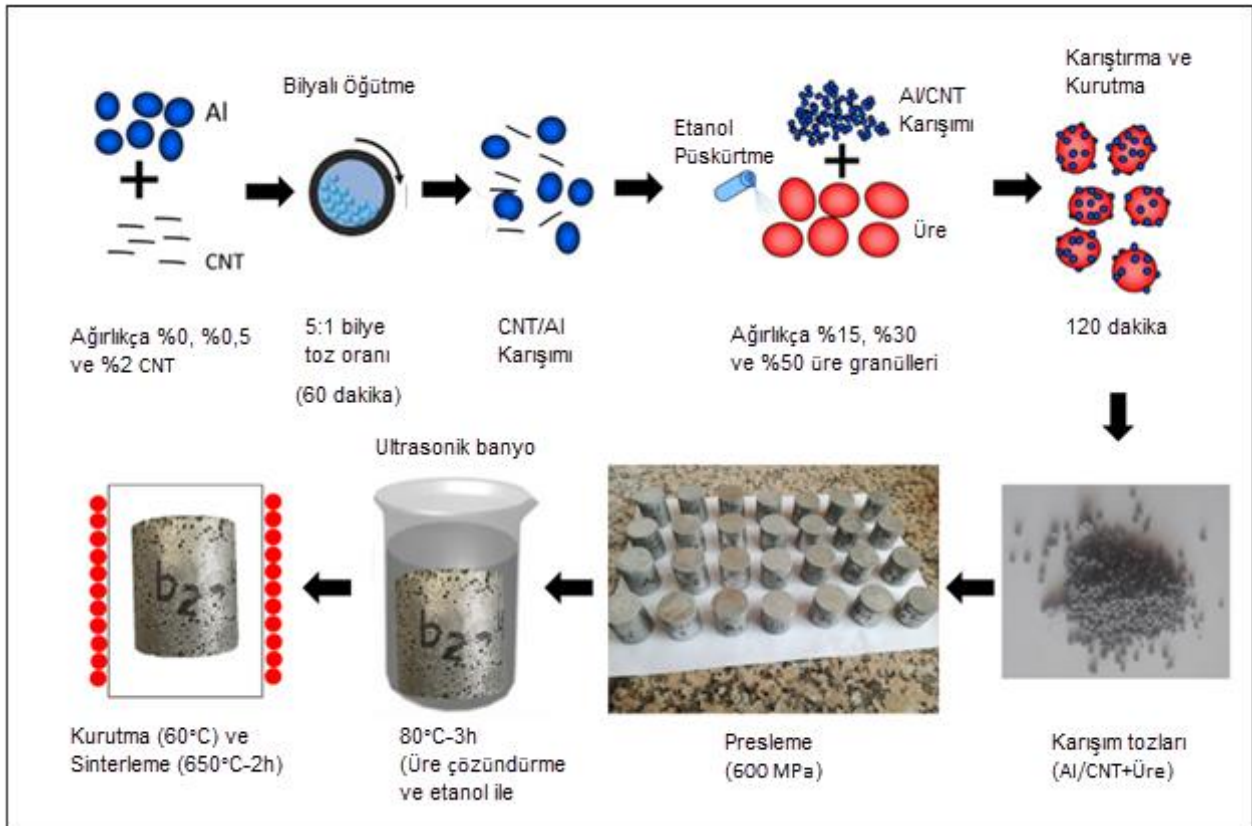 Al
CNT
Ağırlıkça %0, %0,5
ve %2 CNT
Bilyalı Öğütme
5:1 bilye
toz oranı
(60 dakika)
CNT/Al
Karışımı
Etanol
Püskürtme
Al/CNT
Karışımı
Üre
Ağırlıkça %15, %30
ve %50 üre granülleri
Karıştırma ve
Kurutma
120 dakika
Karışım tozları
(Al/CNT+Üre)
Presleme
(600 MPa)
Ultrasonik banyo
80°C-3h
(Üre çözündürme
ve etanol ile
Kurutma (60°C) ve
Sinterleme (650°C-2h)